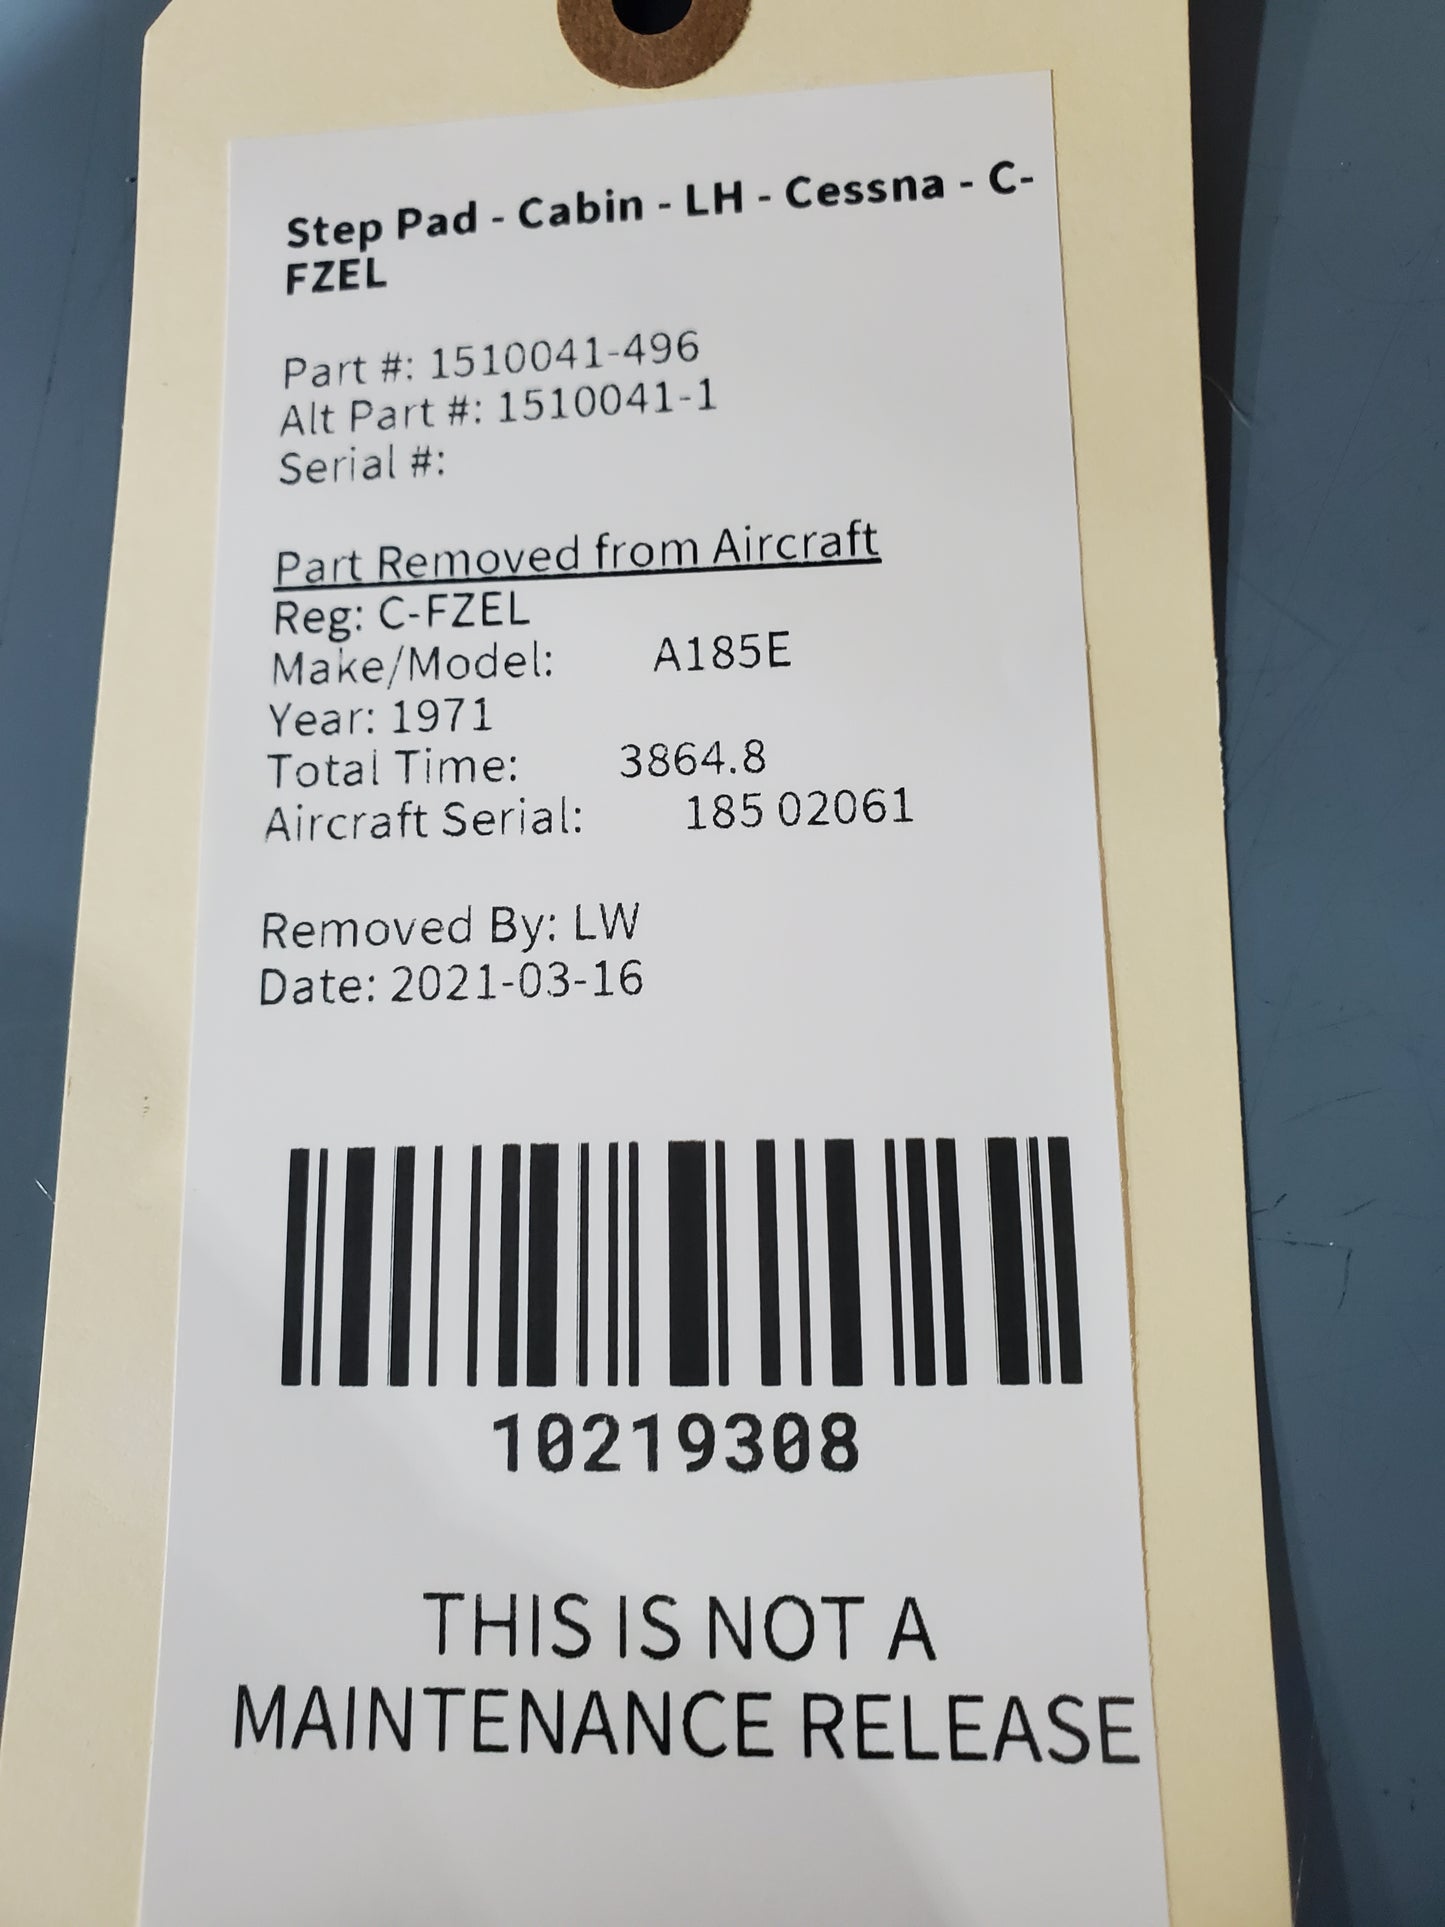 Step Pad - Cabin - LH - Cessna - C-
FZEL
Part #: 1510041-496
Alt Part #: 1510041-1
Serial #:
Part Removed from Aircraft
Reg: C-FZEL
Make/Model: A185E
Year: 1971
Total Time: 3864.8
Aircraft Serial: 185 02061
Removed By: LW
Date: 2021-03-16
10219308
THIS IS NOT A
MAINTENANCE RELEASE